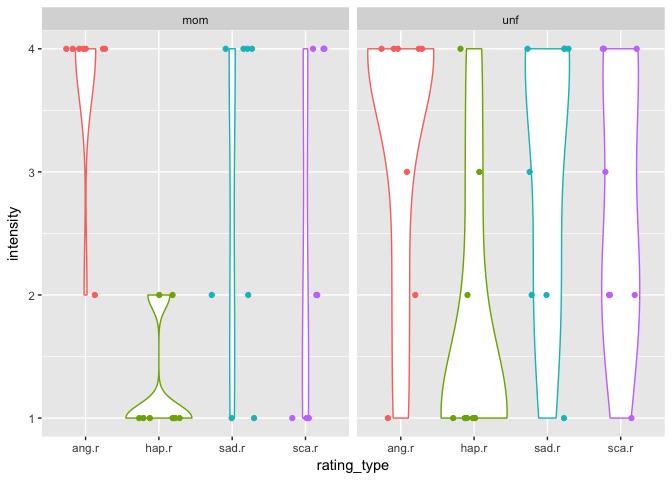 mom unf
4
3
2
1
intensity
ang.r hap.r sad.r sca.r ang.r hap.r sad.r sca.r
rating_type